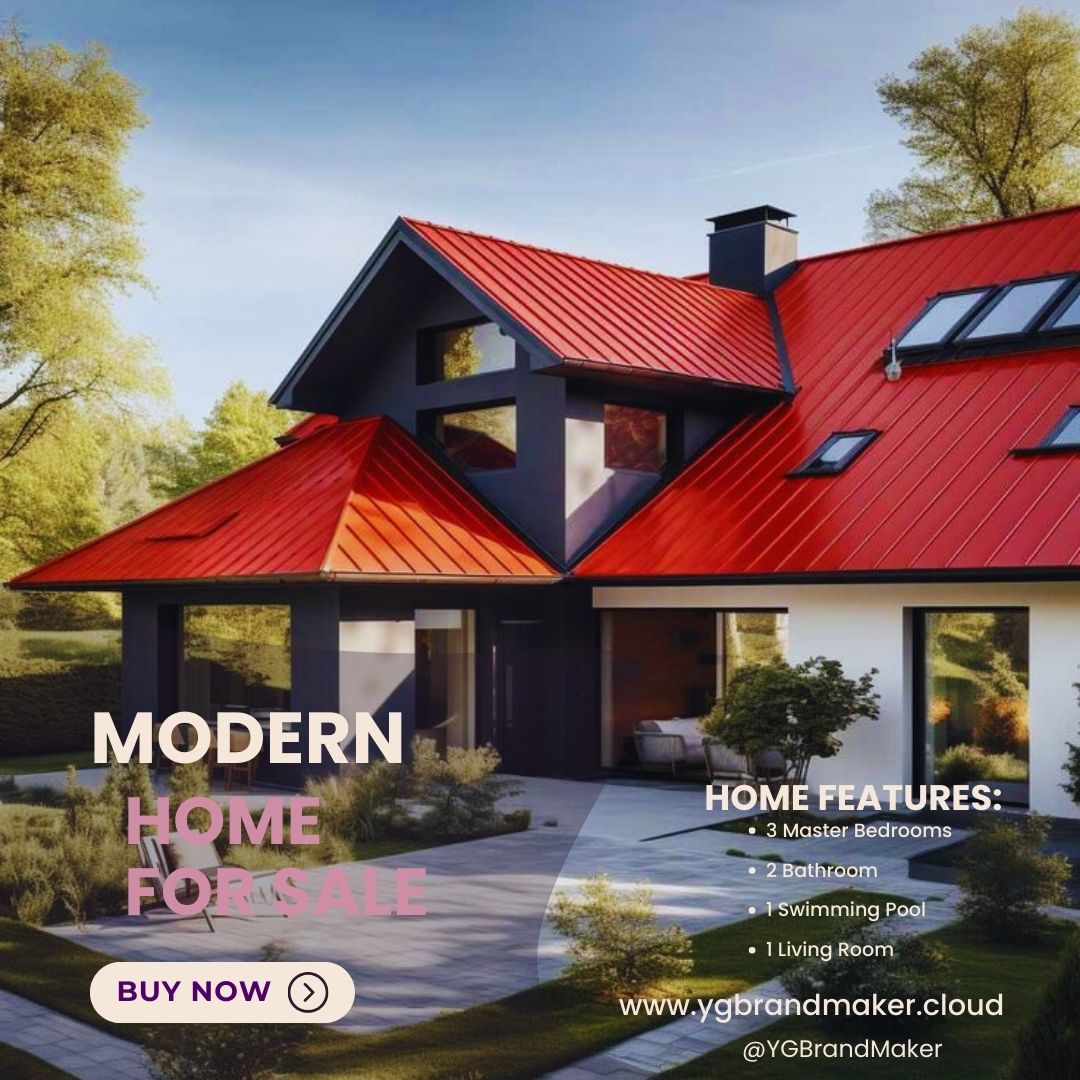 MODERN
HOME
FOR SALE
BUY NOW
HOME FEATURES:
• 3 Master Bedrooms
• 2 Bathroom
• 1 Swimming Pool
• 1 Living Room
www.ygbrandmaker.cloud
@YGBrandMaker